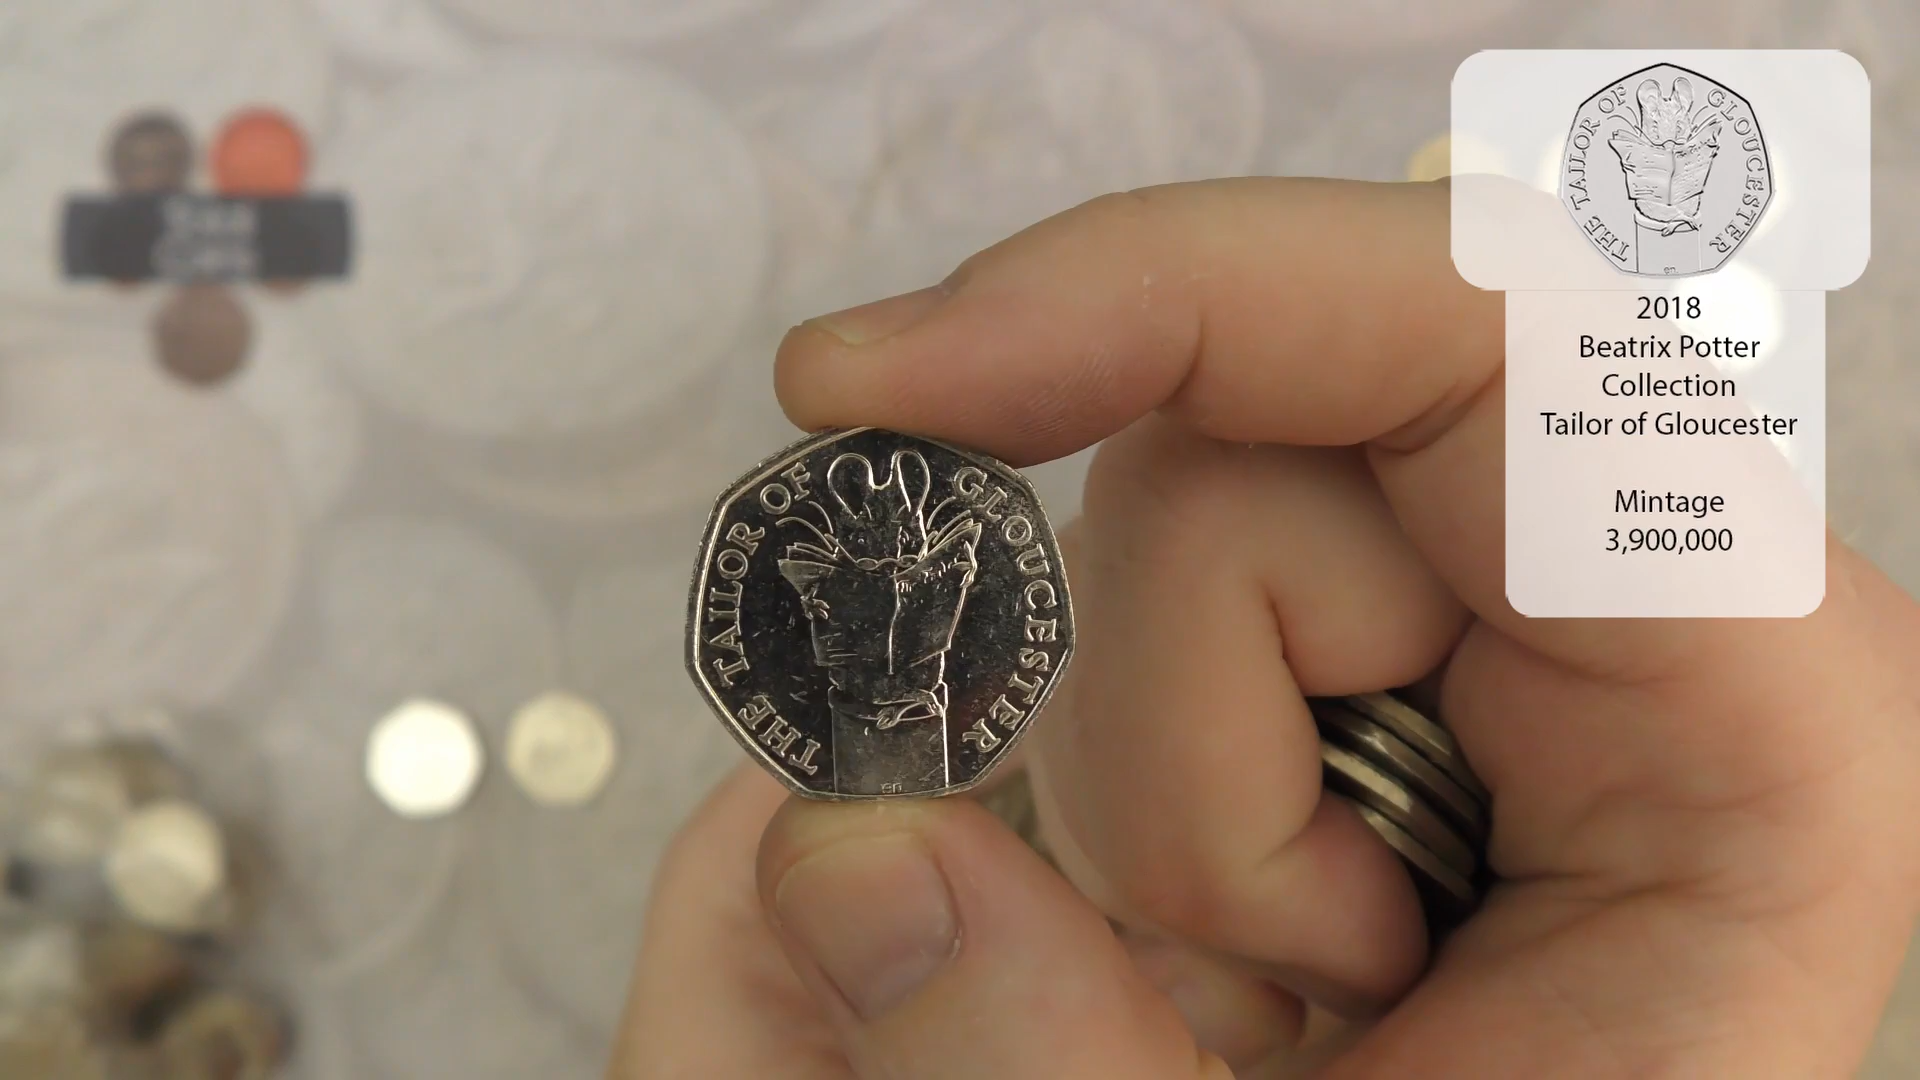 THE TAILOR OF GLOUCESTER
THE TAILOR OF GLOUCESTER
2018
Beatrix Potter
Collection
Tailor of Gloucester
Mintage
3,900,000